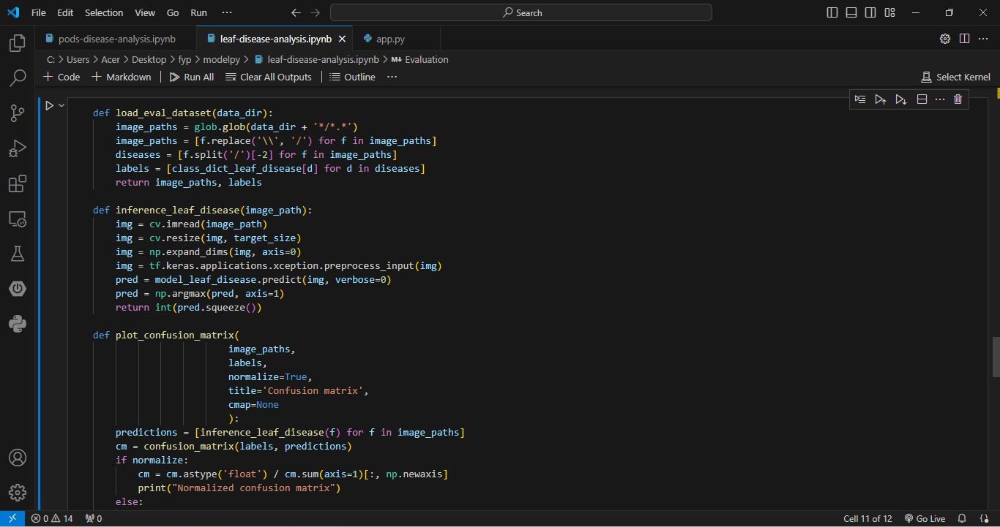 File Edit Selection View Go Run ··· Search
pods-disease-analysis.ipynb leaf-disease-analysis.ipynb app.py
C: > Users > Acer > Desktop > fyp > modelpy > leaf-disease-analysis.ipynb > M↓ Evaluation
+ Code + Markdown | Run All Clear All Outputs | Outline ··· Select Kernel
def load_eval_dataset(data_dir):
    image_paths = glob.glob(data_dir + '*/*.*')
    image_paths = [f.replace('\\', '/') for f in image_paths]
    diseases = [f.split('/')[-2] for f in image_paths]
    labels = [class_dict_leaf_disease[d] for d in diseases]
    return image_paths, labels
def inference_leaf_disease(image_path):
    img = cv.imread(image_path)
    img = cv.resize(img, target_size)
    img = np.expand_dims(img, axis=0)
    img = tf.keras.applications.xception.preprocess_input(img)
    pred = model_leaf_disease.predict(img, verbose=0)
    pred = np.argmax(pred, axis=1)
    return int(pred.squeeze())
def plot_confusion_matrix(
                        image_paths,
                        labels,
                        normalize=True,
                        title='Confusion matrix',
                        cmap=None
                        ):
    predictions = [inference_leaf_disease(f) for f in image_paths]
    cm = confusion_matrix(labels, predictions)
    if normalize:
        cm = cm.astype('float') / cm.sum(axis=1)[:, np.newaxis]
        print("Normalized confusion matrix")
    else:
0 14 0 Cell 11 of 12 Go Live